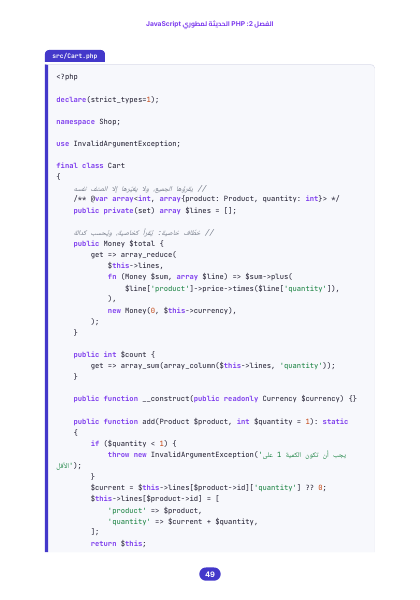 الفصل 2: PHP الحديثة لمطوري JavaScript
src/Cart.php
<?php
declare(strict_types=1);
namespace Shop;
use InvalidArgumentException;
final class Cart
{
// يقرؤها الجميع، ولا يغيّرها إلا الصنف نفسه
/** @var array<int, array{product: Product, quantity: int}> */
public private(set) array $lines = [];
// خطّاف خاصية: يُقرأ كخاصية، ويُحسب كدالة
public Money $total {
get => array_reduce(
$this->lines,
fn (Money $sum, array $line) => $sum->plus(
$line['product']->price->times($line['quantity']),
),
new Money(0, $this->currency),
);
}
public int $count {
get => array_sum(array_column($this->lines, 'quantity'));
}
public function __construct(public readonly Currency $currency) {}
public function add(Product $product, int $quantity = 1): static
{
if ($quantity < 1) {
throw new InvalidArgumentException('يجب أن تكون الكمية 1 على
الأقل');
}
$current = $this->lines[$product->id]['quantity'] ?? 0;
$this->lines[$product->id] = [
'product' => $product,
'quantity' => $current + $quantity,
];
return $this;
49